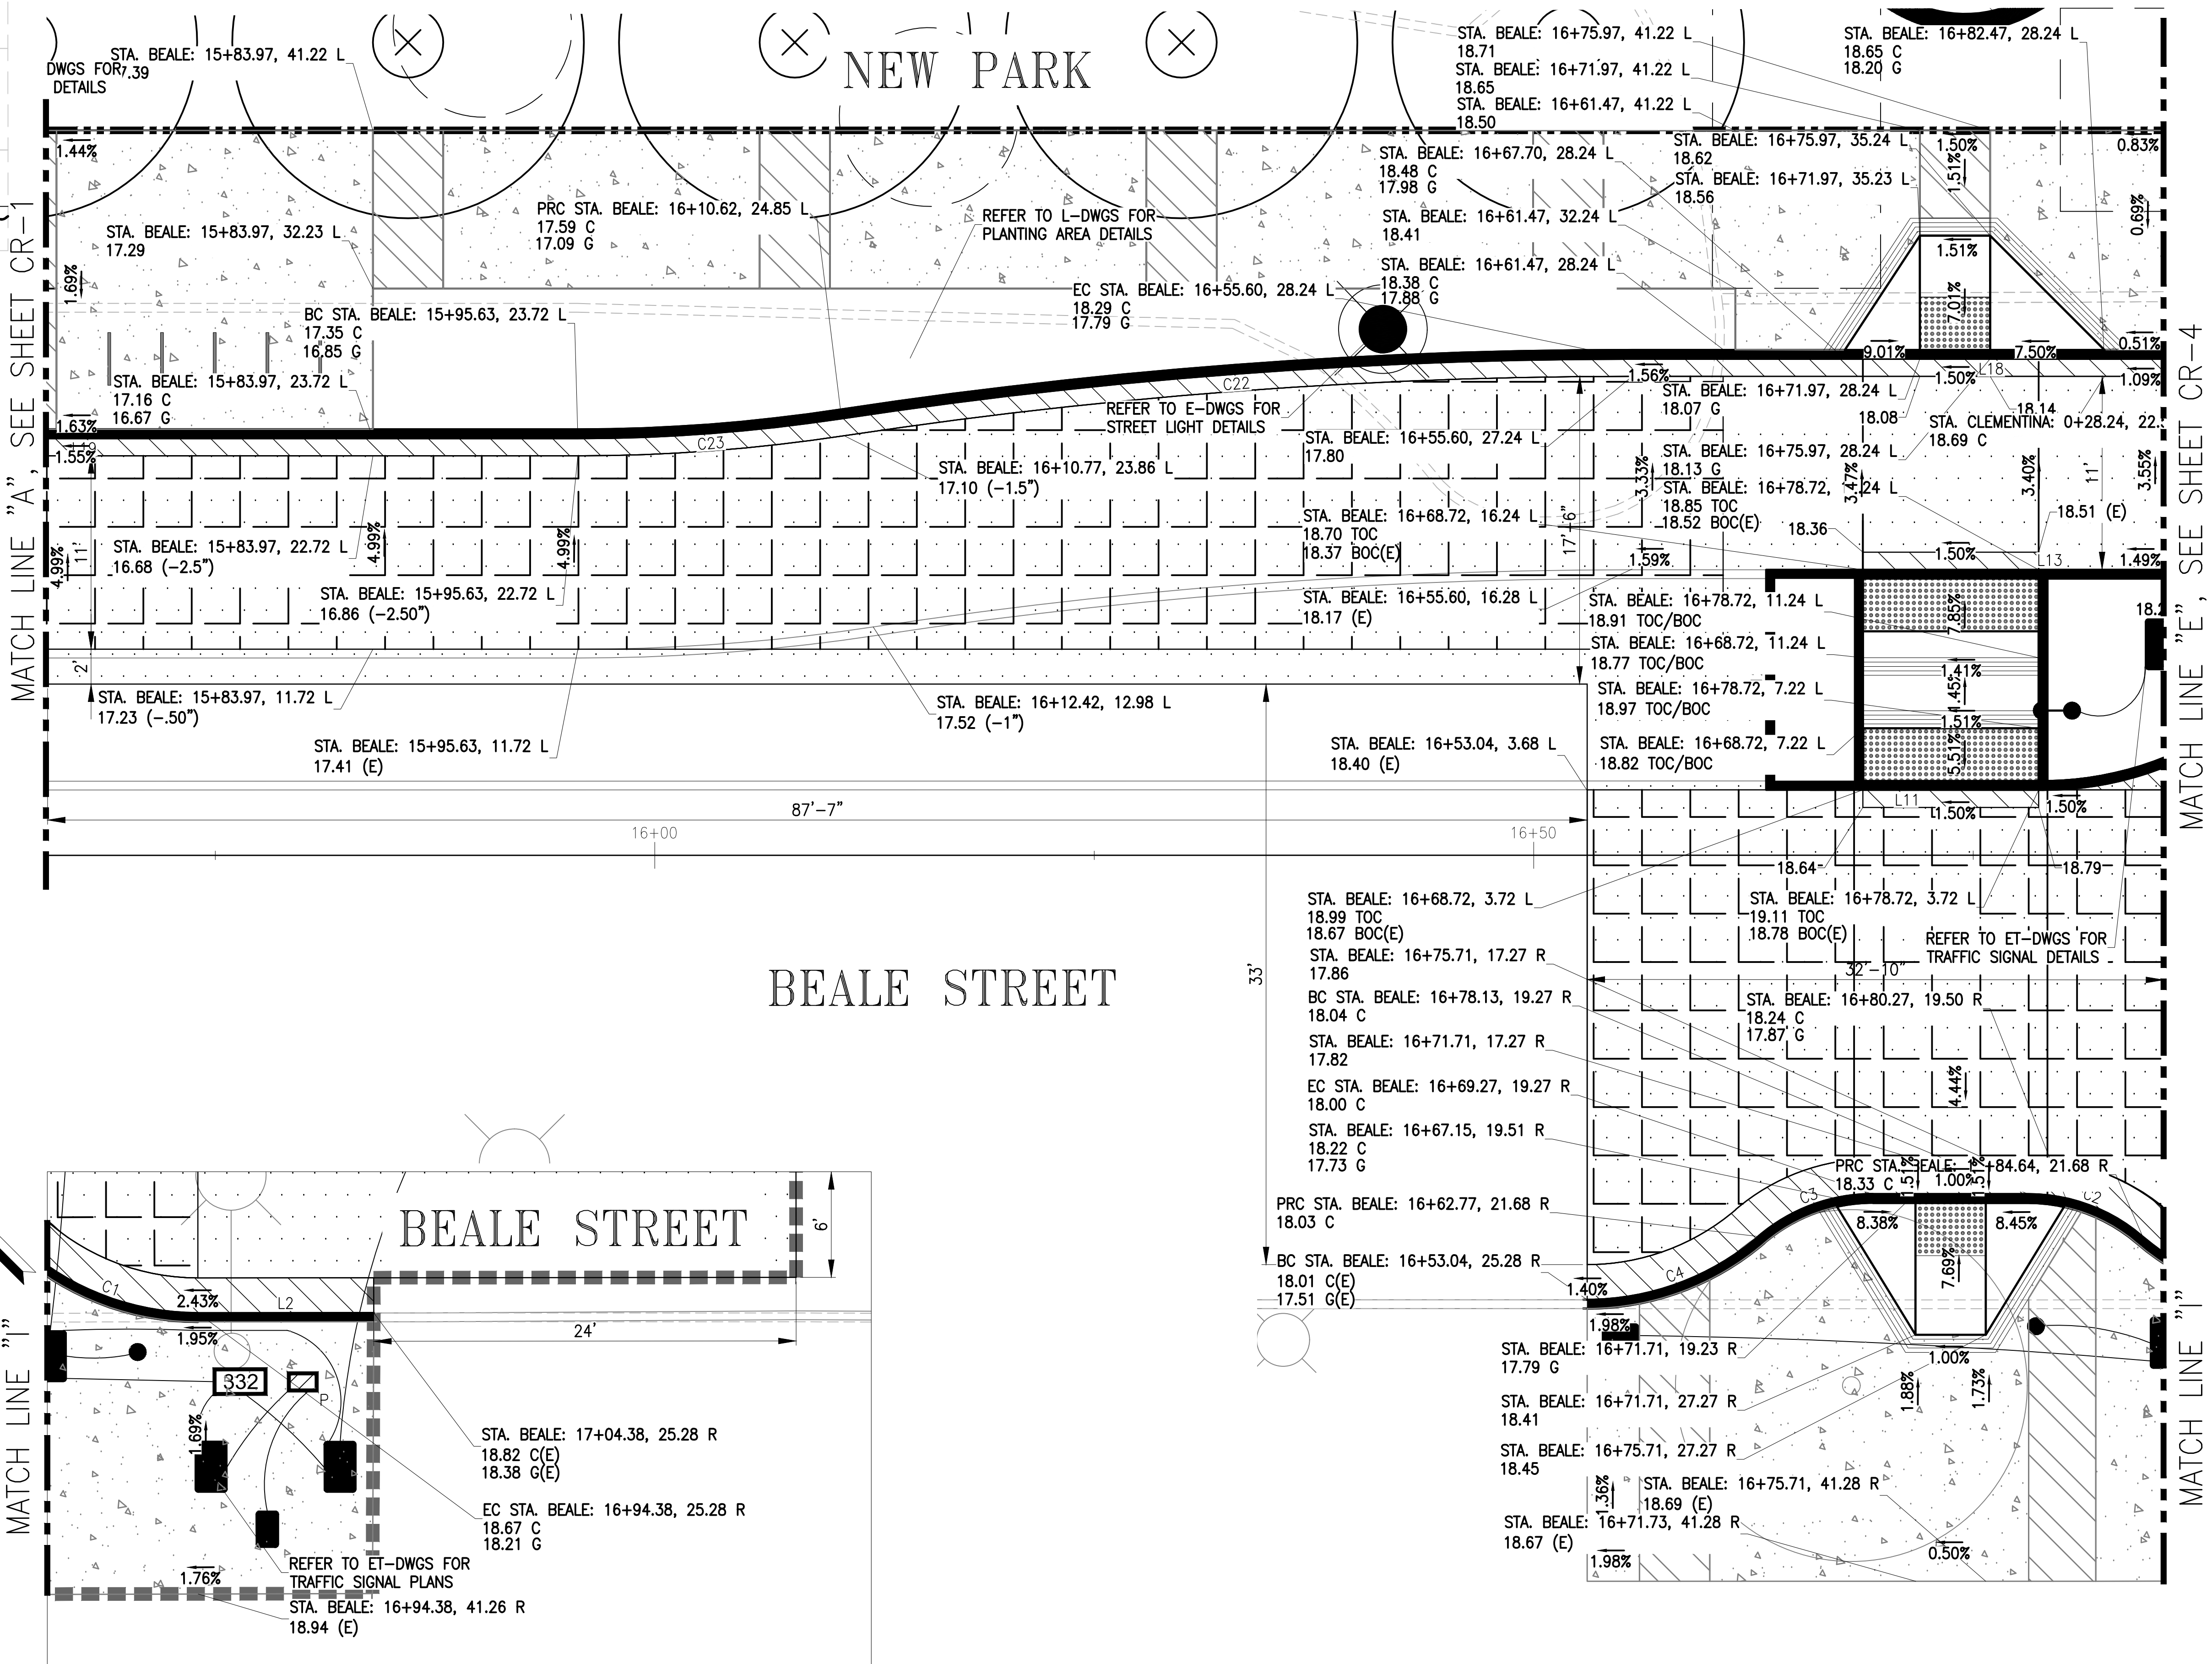 STA. BEALE: 15+83.97, 41.22 L
DWGS FOR
7.39
DETAILS
NEW PARK
STA. BEALE: 16+75.97, 41.22 L
18.71
STA. BEALE: 16+71.97, 41.22 L
18.65
STA. BEALE: 16+61.47, 41.22 L
18.50
STA. BEALE: 16+82.47, 28.24 L
18.65 C
18.20 G
1.44%
STA. BEALE: 16+67.70, 28.24 L
18.48 C
17.98 G
STA. BEALE: 16+75.97, 35.24 L
18.62
STA. BEALE: 16+71.97, 35.23 L
18.56
1.50%
1.51%
0.83%
0.69%
PRC STA. BEALE: 16+10.62, 24.85 L
17.59 C
17.09 G
REFER TO L-DWGS FOR
PLANTING AREA DETAILS
STA. BEALE: 16+61.47, 32.24 L
18.41
STA. BEALE: 15+83.97, 32.23 L
17.29
1.69%
STA. BEALE: 16+61.47, 28.24 L
18.38 C
17.88 G
1.51%
7.01%
EC STA. BEALE: 16+55.60, 28.24 L
18.29 C
17.79 G
BC STA. BEALE: 15+95.63, 23.72 L
17.35 C
16.85 G
9.01%
7.50%
0.51%
STA. BEALE: 15+83.97, 23.72 L
17.16 C
16.67 G
C22
1.56%
1.50%
L18
1.09%
STA. BEALE: 16+71.97, 28.24 L
18.07 G
18.08
18.14
REFER TO E-DWGS FOR
STREET LIGHT DETAILS
STA. CLEMENTINA: 0+28.24, 22.
18.69 C
1.63%
1.55%
C23
STA. BEALE: 16+55.60, 27.24 L
17.80
STA. BEALE: 16+75.97, 28.24 L
18.13 G
3.33%
3.47%
3.40%
11'
3.55%
STA. BEALE: 16+10.77, 23.86 L
17.10 (-1.5")
STA. BEALE: 16+78.72, 16.24 L
18.85 TOC
18.52 BOC(E)
STA. BEALE: 16+68.72, 16.24 L
18.70 TOC
18.37 BOC(E)
17'-6"
18.36
18.51 (E)
4.99%
11'
4.99%
4.99%
STA. BEALE: 15+83.97, 22.72 L
16.68 (-2.5")
1.59%
1.50%
L13
1.49%
STA. BEALE: 15+95.63, 22.72 L
16.86 (-2.50")
STA. BEALE: 16+55.60, 16.28 L
18.17 (E)
STA. BEALE: 16+78.72, 11.24 L
18.91 TOC/BOC
7.85%
18.2
STA. BEALE: 16+68.72, 11.24 L
18.77 TOC/BOC
1.41%
1.45%
2'
STA. BEALE: 16+78.72, 7.22 L
18.97 TOC/BOC
1.51%
STA. BEALE: 15+83.97, 11.72 L
17.23 (-.50")
STA. BEALE: 16+12.42, 12.98 L
17.52 (-1")
STA. BEALE: 15+95.63, 11.72 L
17.41 (E)
STA. BEALE: 16+53.04, 3.68 L
18.40 (E)
STA. BEALE: 16+68.72, 7.22 L
18.82 TOC/BOC
5.51%
87'-7"
L11
1.50%
1.50%
16+00
16+50
18.64
18.79
STA. BEALE: 16+68.72, 3.72 L
18.99 TOC
18.67 BOC(E)
STA. BEALE: 16+78.72, 3.72 L
19.11 TOC
18.78 BOC(E)
REFER TO ET-DWGS FOR
TRAFFIC SIGNAL DETAILS
32'-10"
33'
STA. BEALE: 16+75.71, 17.27 R
17.86
BEALE STREET
BC STA. BEALE: 16+78.13, 19.27 R
18.04 C
STA. BEALE: 16+80.27, 19.50 R
18.24 C
17.87 G
STA. BEALE: 16+71.71, 17.27 R
17.82
4.44%
EC STA. BEALE: 16+69.27, 19.27 R
18.00 C
STA. BEALE: 16+67.15, 19.51 R
18.22 C
17.73 G
1.51%
1.51%
PRC STA. BEALE: 1 +84.64, 21.68 R
18.33 C
1.00%
PRC STA. BEALE: 16+62.77, 21.68 R
18.03 C
C3
C2
8.38%
8.45%
BEALE STREET
6'
BC STA. BEALE: 16+53.04, 25.28 R
18.01 C(E)
17.51 G(E)
1.40%
C4
7.69%
C1
2.43%
L2
1.95%
24'
1.98%
STA. BEALE: 16+71.71, 19.23 R
17.79 G
1.00%
332
P
STA. BEALE: 16+71.71, 27.27 R
18.41
1.88%
1.73%
1.69%
STA. BEALE: 17+04.38, 25.28 R
18.82 C(E)
18.38 G(E)
STA. BEALE: 16+75.71, 27.27 R
18.45
1.36%
STA. BEALE: 16+75.71, 41.28 R
18.69 (E)
EC STA. BEALE: 16+94.38, 25.28 R
18.67 C
18.21 G
STA. BEALE: 16+71.73, 41.28 R
18.67 (E)
1.98%
0.50%
REFER TO ET-DWGS FOR
TRAFFIC SIGNAL PLANS
1.76%
STA. BEALE: 16+94.38, 41.26 R
18.94 (E)
MATCH LINE "A", SEE SHEET CR-1
MATCH LINE "E", SEE SHEET CR-4
MATCH LINE "I"
MATCH LINE "I"